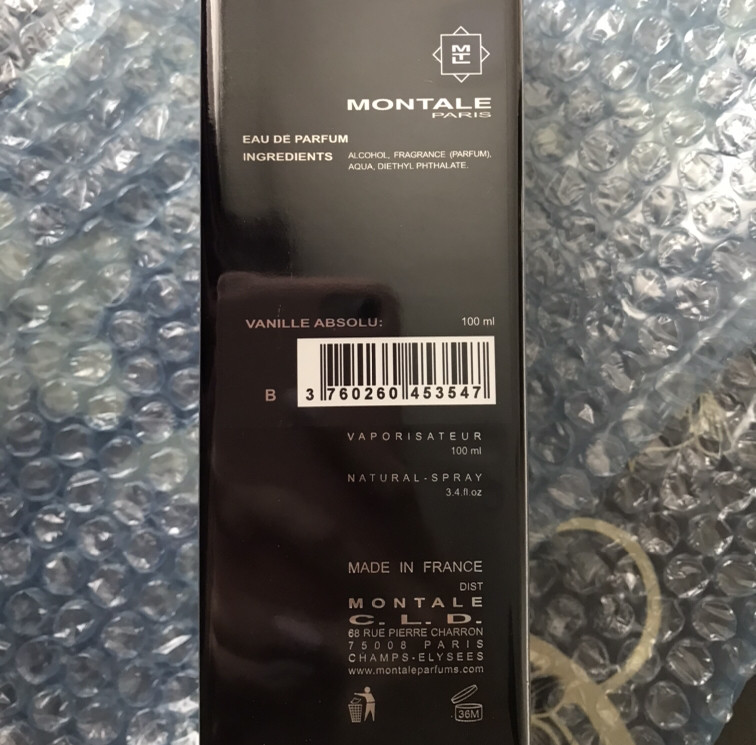 MTL
MONTALE
PARIS
EAU DE PARFUM
INGREDIENTS ALCOHOL, FRAGRANCE (PARFUM),
AQUA, DIETHYL PHTHALATE.
VANILLE ABSOLU: 100 ml
B 3 760260 453547
VAPORISATEUR
100 ml
NATURAL-SPRAY
3.4.fl.oz
MADE IN FRANCE
DIST
MONTALE
C. L. D.
68 RUE PIERRE CHARRON
75008 PARIS
CHAMPS-ELYSEES
www.montaleparfums.com
36M